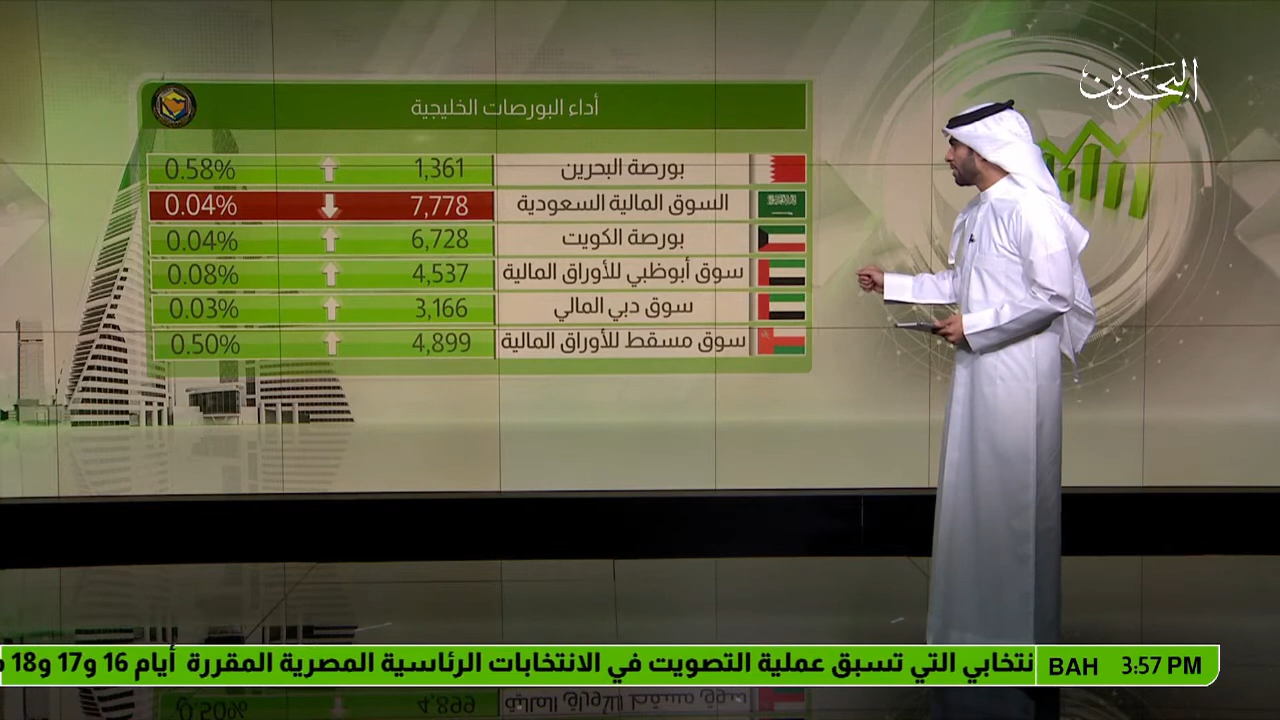 البحرين
أداء البورصات الخليجية
بورصة البحرين 1,361 0.58%
السوق المالية السعودية 7,778 0.04%
بورصة الكويت 6,728 0.04%
سوق أبوظبي للأوراق المالية 4,537 0.08%
سوق دبي المالي 3,166 0.03%
سوق مسقط للأوراق المالية 4,899 0.50%
BAH 3:57 PM
نتخابي التي تسبق عملية التصويت في الانتخابات الرئاسية المصرية المقررة أيام 16 و17 و18